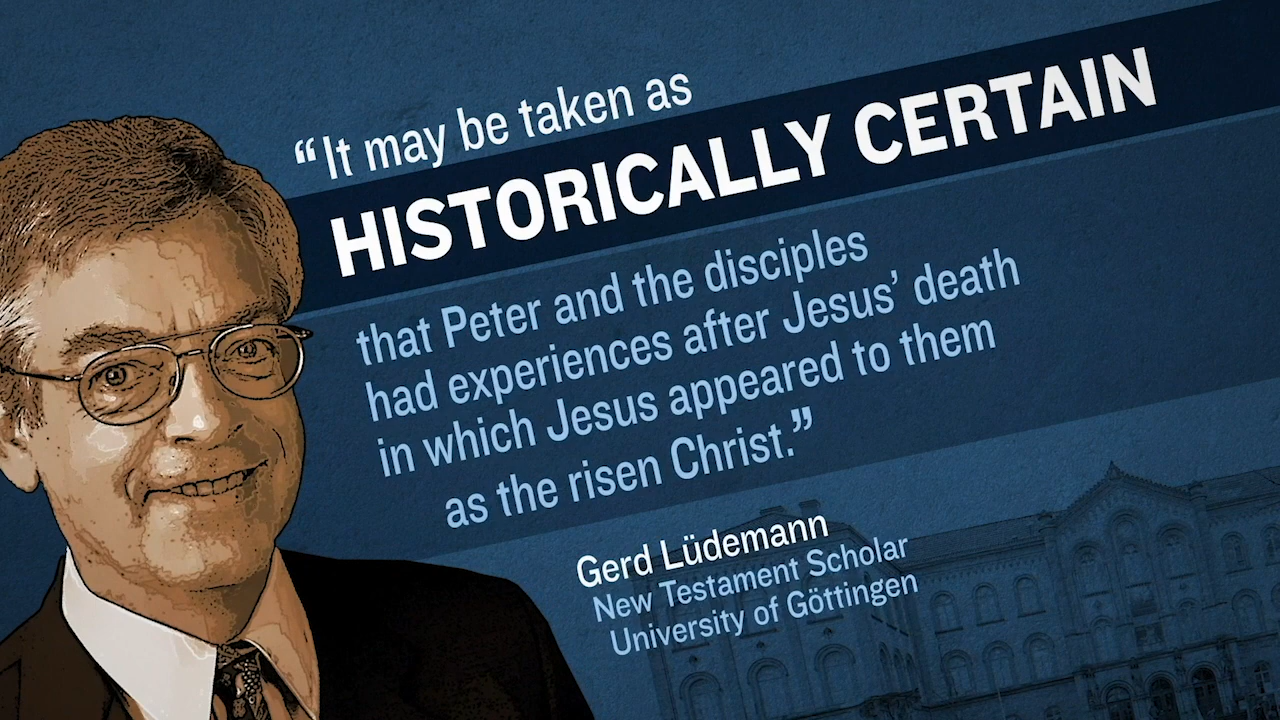 “It may be taken as
HISTORICALLY CERTAIN
that Peter and the disciples
had experiences after Jesus’ death
in which Jesus appeared to them
as the risen Christ.”
Gerd Lüdemann
New Testament Scholar
University of Göttingen